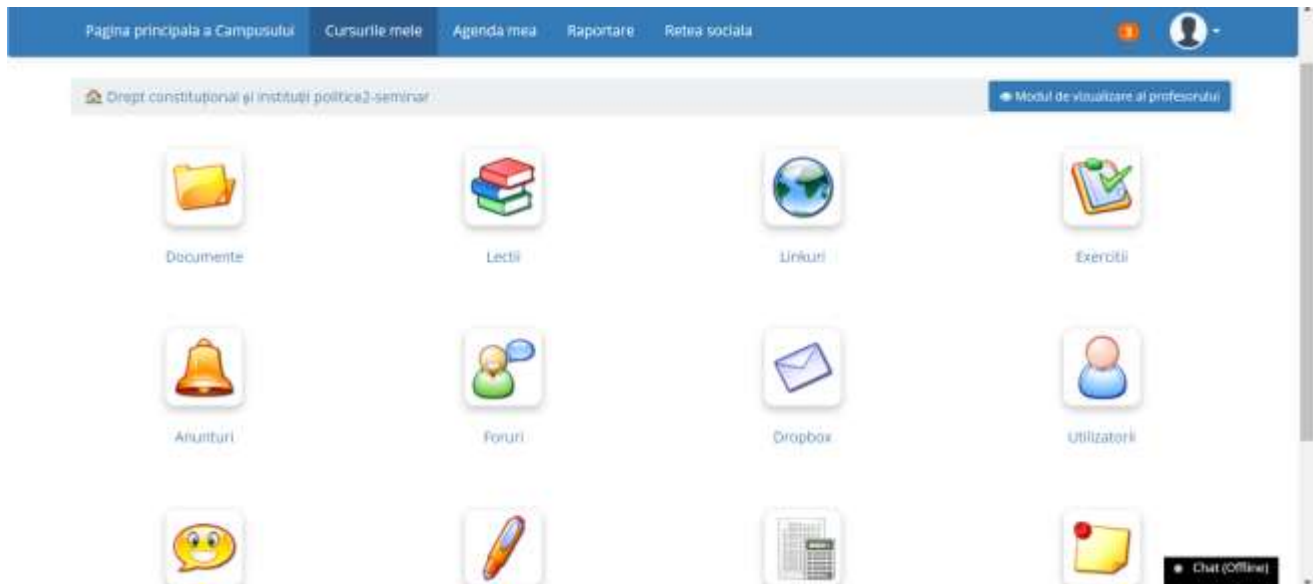 Pagina principala a Campusului Cursurile mele Agenda mea Raportare Retea sociala
Drept constituțional și instituții politice2-seminar Modul de vizualizare al profesorului
Documente Lectii Linkuri Exercitii
Anunturi Foruri Dropbox Utilizatorii
Chat (Offline)